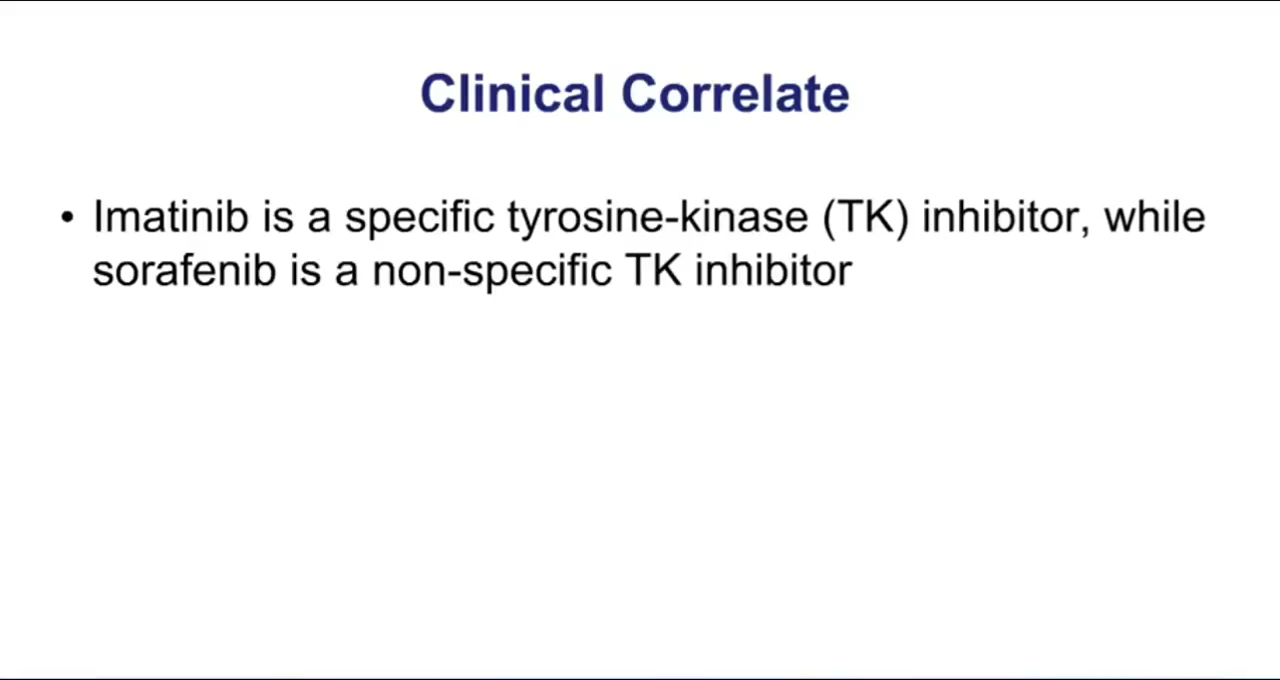 Clinical Correlate
• Imatinib is a specific tyrosine-kinase (TK) inhibitor, while
sorafenib is a non-specific TK inhibitor